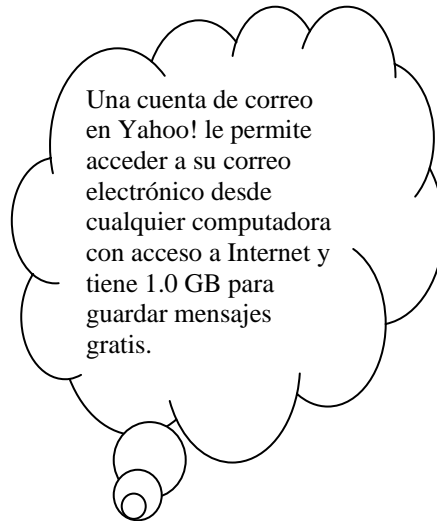 Una cuenta de correo
en Yahoo! le permite
acceder a su correo
electrónico desde
cualquier computadora
con acceso a Internet y
tiene 1.0 GB para
guardar mensajes
gratis.